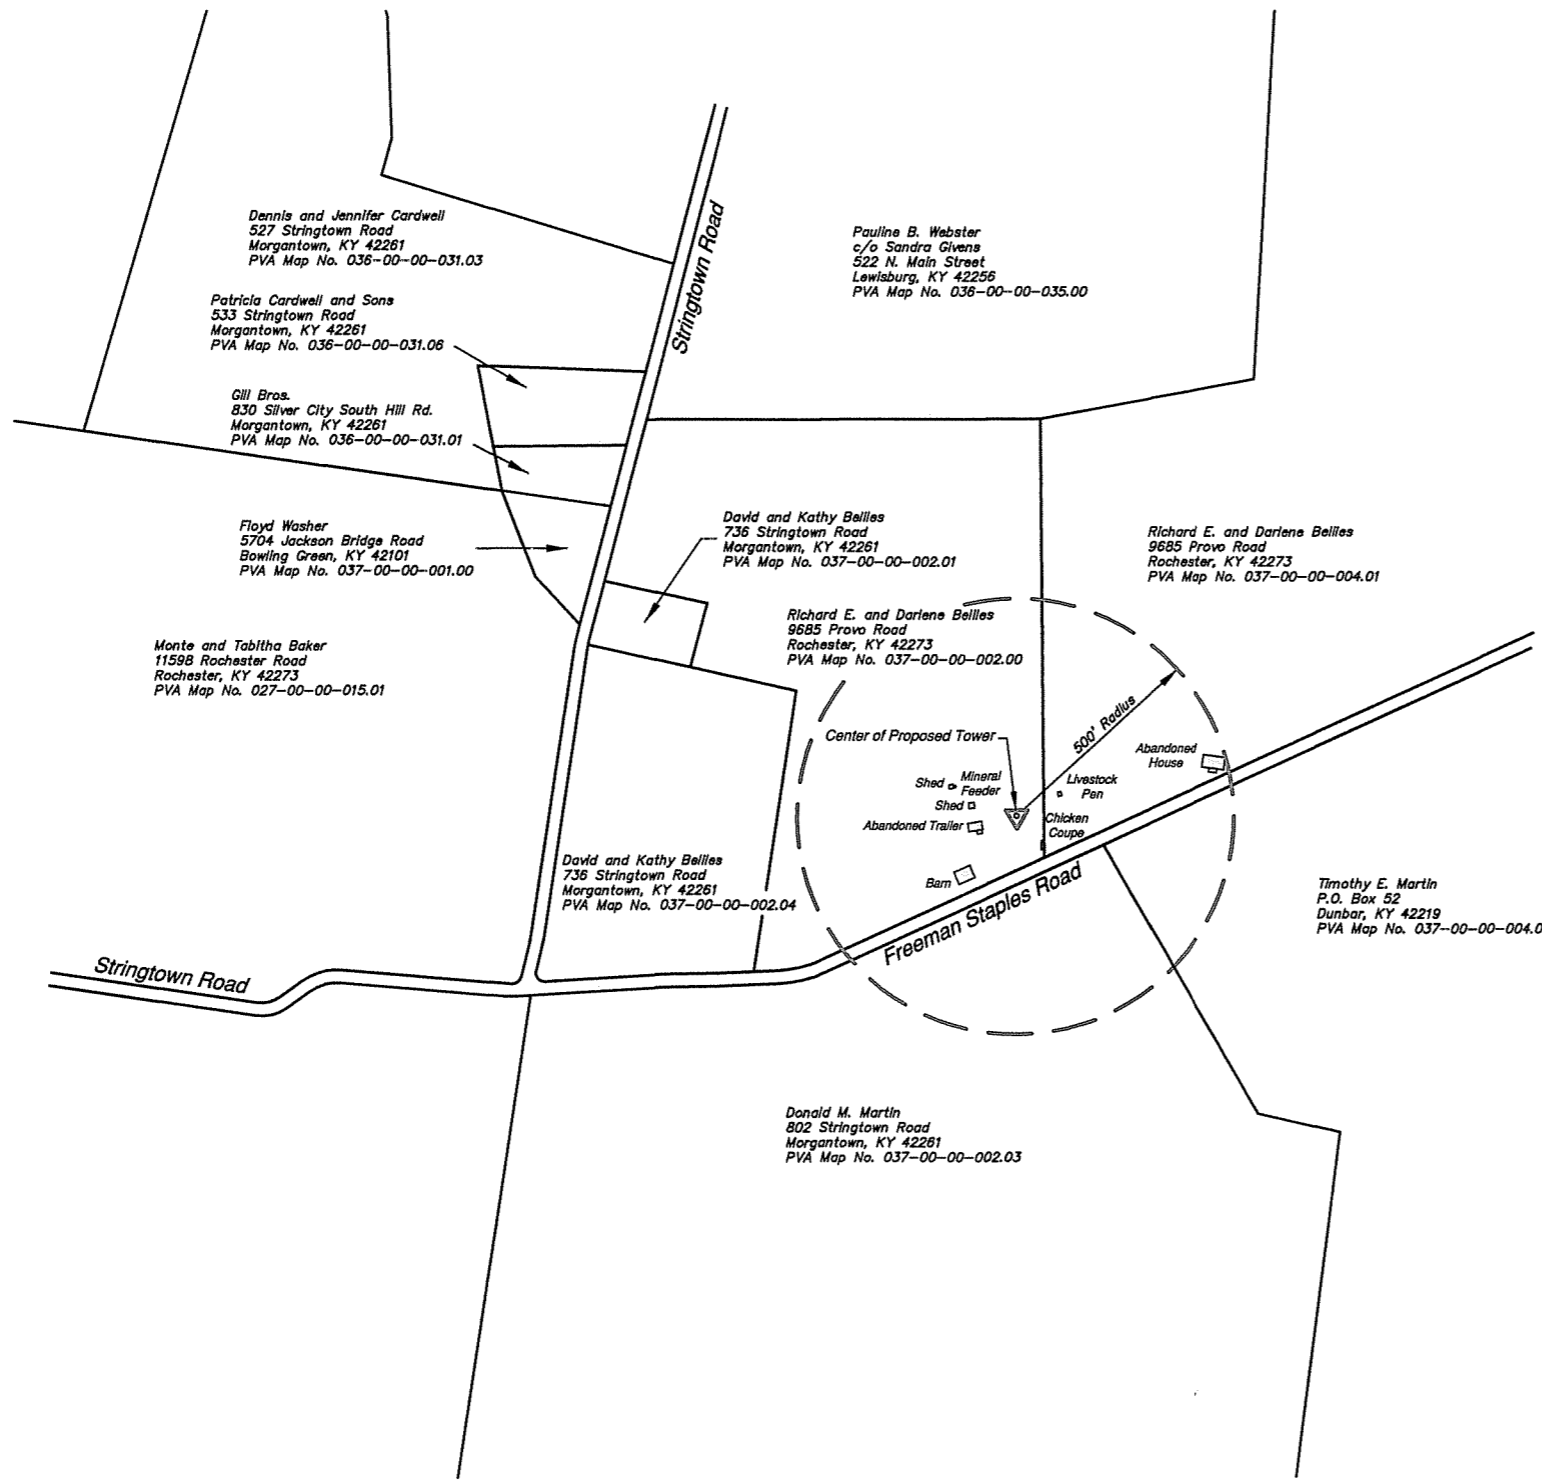 Dennis and Jennifer Cardwell
527 Stringtown Road
Morgantown, KY 42261
PVA Map No. 036-00-00-031.03
Patricia Cardwell and Sons
533 Stringtown Road
Morgantown, KY 42261
PVA Map No. 036-00-00-031.06
Gill Bros.
830 Silver City South Hill Rd.
Morgantown, KY 42261
PVA Map No. 036-00-00-031.01
Floyd Washer
5704 Jackson Bridge Road
Bowling Green, KY 42101
PVA Map No. 037-00-00-001.00
Monte and Tabitha Baker
11598 Rochester Road
Rochester, KY 42273
PVA Map No. 027-00-00-015.01
Stringtown Road
Pauline B. Webster
c/o Sandra Givens
522 N. Main Street
Lewisburg, KY 42256
PVA Map No. 036-00-00-035.00
David and Kathy Beliles
736 Stringtown Road
Morgantown, KY 42261
PVA Map No. 037-00-00-002.01
Richard E. and Darlene Beliles
9685 Provo Road
Rochester, KY 42273
PVA Map No. 037-00-00-004.01
Richard E. and Darlene Beliles
9685 Provo Road
Rochester, KY 42273
PVA Map No. 037-00-00-002.00
500' Radius
Center of Proposed Tower
Abandoned
House
Shed
Mineral
Feeder
Livestock
Pen
Shed
Abandoned Trailer
Chicken
Coupe
Barn
Freeman Staples Road
David and Kathy Beliles
736 Stringtown Road
Morgantown, KY 42261
PVA Map No. 037-00-00-002.04
Timothy E. Martin
P.O. Box 52
Dunbar, KY 42219
PVA Map No. 037-00-00-004.0
Stringtown Road
Donald M. Martin
802 Stringtown Road
Morgantown, KY 42261
PVA Map No. 037-00-00-002.03